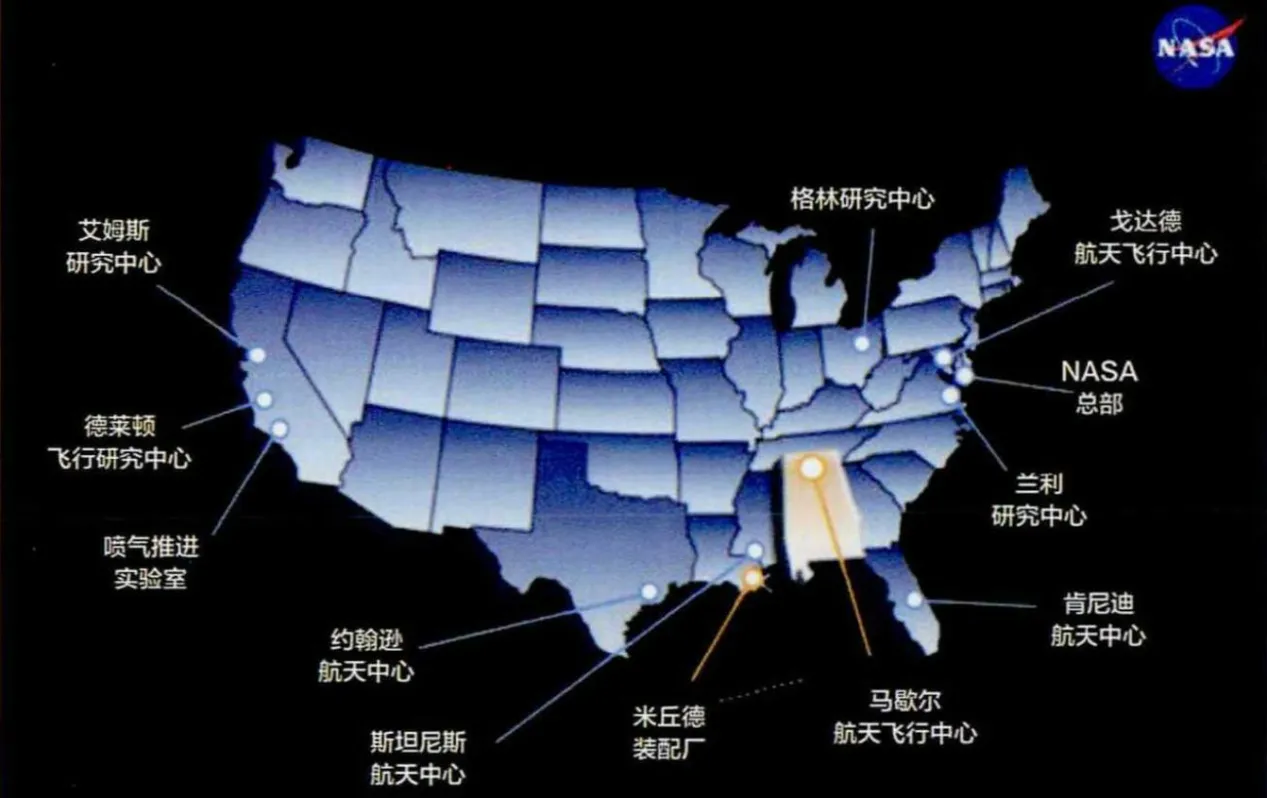 NASA
格林研究中心
戈达德
航天飞行中心
艾姆斯
研究中心
NASA
总部
德莱顿
飞行研究中心
兰利
研究中心
喷气推进
实验室
肯尼迪
航天中心
约翰逊
航天中心
马歇尔
航天飞行中心
米丘德
装配厂
斯坦尼斯
航天中心